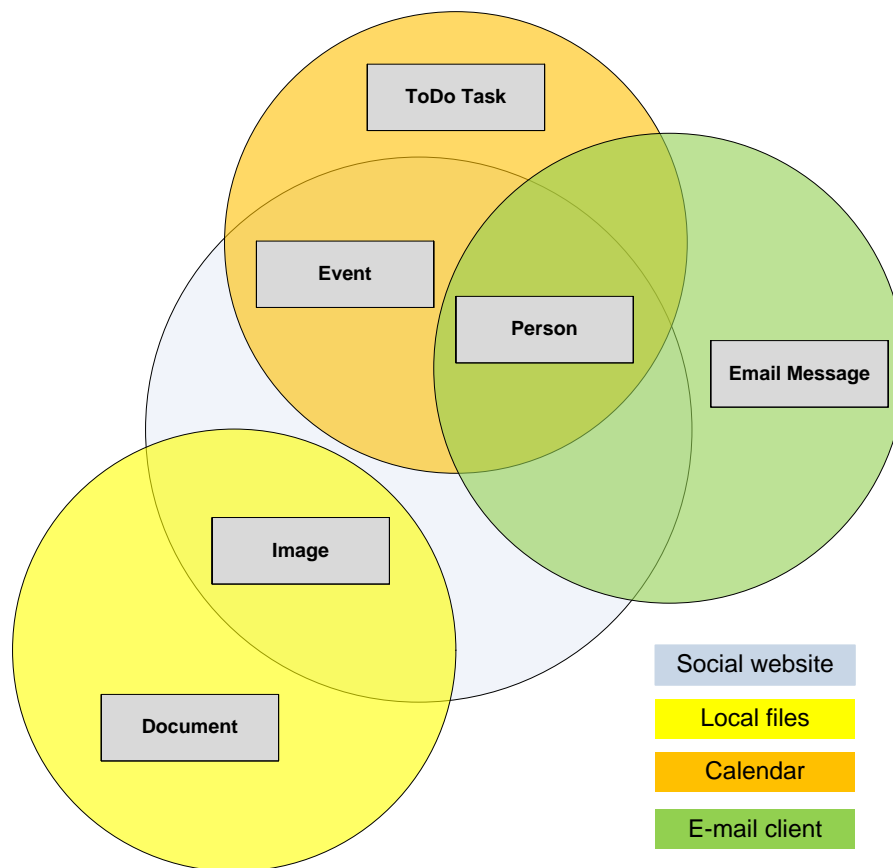 ToDo Task
Event
Person
Email Message
Image
Document
Social website
Local files
Calendar
E-mail client